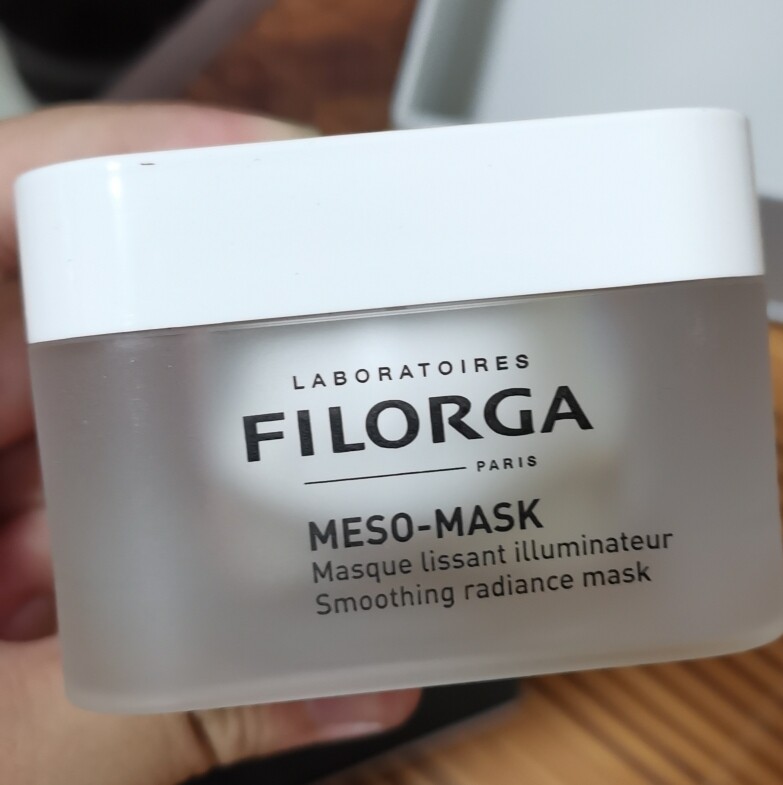 LABORATOIRES
FILORGA
PARIS
MESO-MASK
Masque lissant illuminateur
Smoothing radiance mask